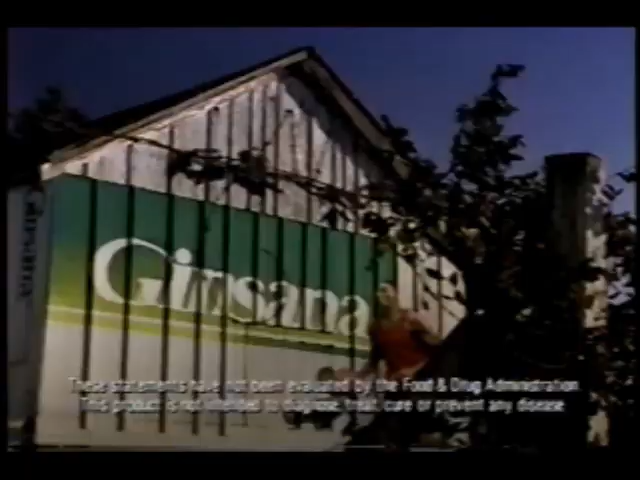 Ginsana
Ginsana
These statements have not been evaluated by the Food & Drug Administration.
This product is not intended to diagnose, treat, cure or prevent any disease.